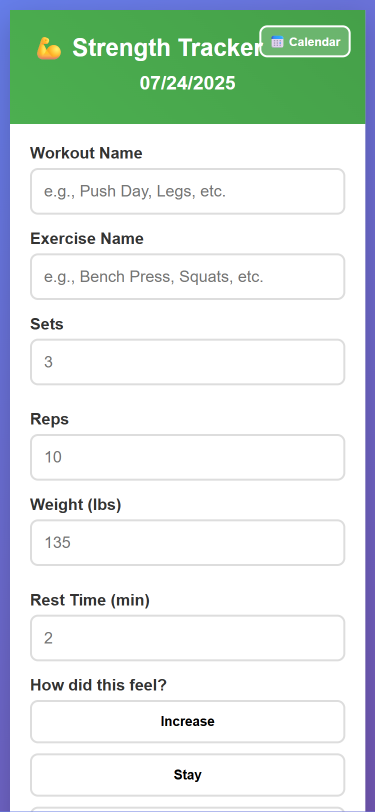 💪 Strength Tracker
🗓️ Calendar
07/24/2025
Workout Name
e.g., Push Day, Legs, etc.
Exercise Name
e.g., Bench Press, Squats, etc.
Sets
3
Reps
10
Weight (lbs)
135
Rest Time (min)
2
How did this feel?
Increase
Stay